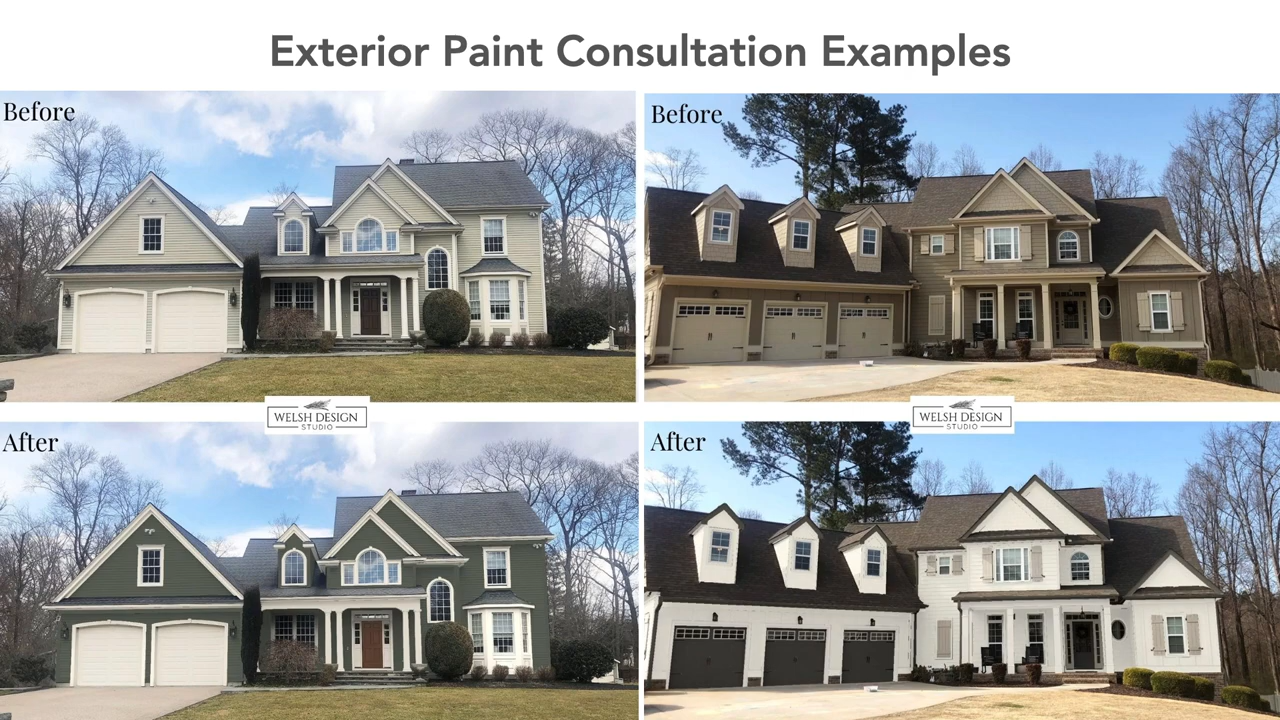 Exterior Paint Consultation Examples
Before
Before
WELSH DESIGN
STUDIO
WELSH DESIGN
STUDIO
After
After